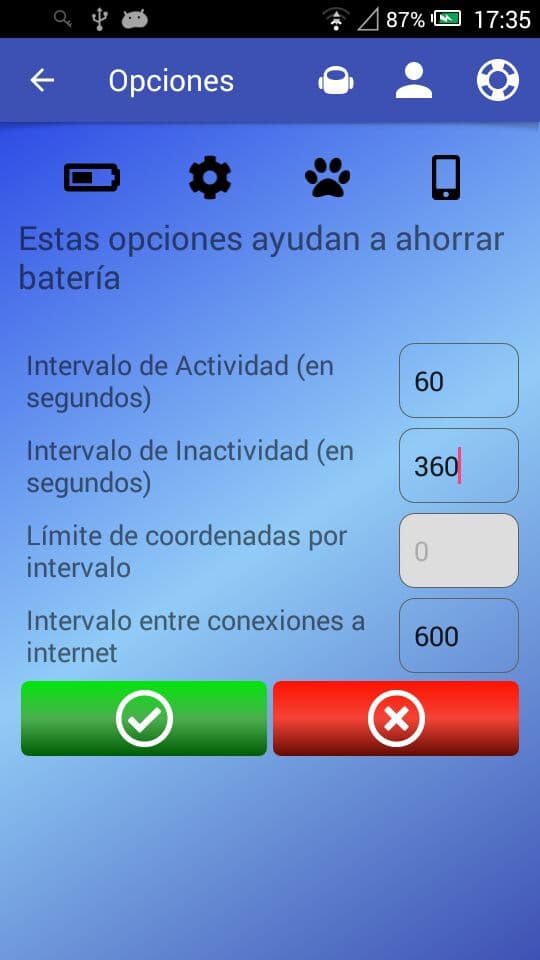 87% 17:35
Opciones
Estas opciones ayudan a ahorrar
batería
Intervalo de Actividad (en
segundos)
60
Intervalo de Inactividad (en
segundos)
360
Límite de coordenadas por
intervalo
0
Intervalo entre conexiones a
internet
600